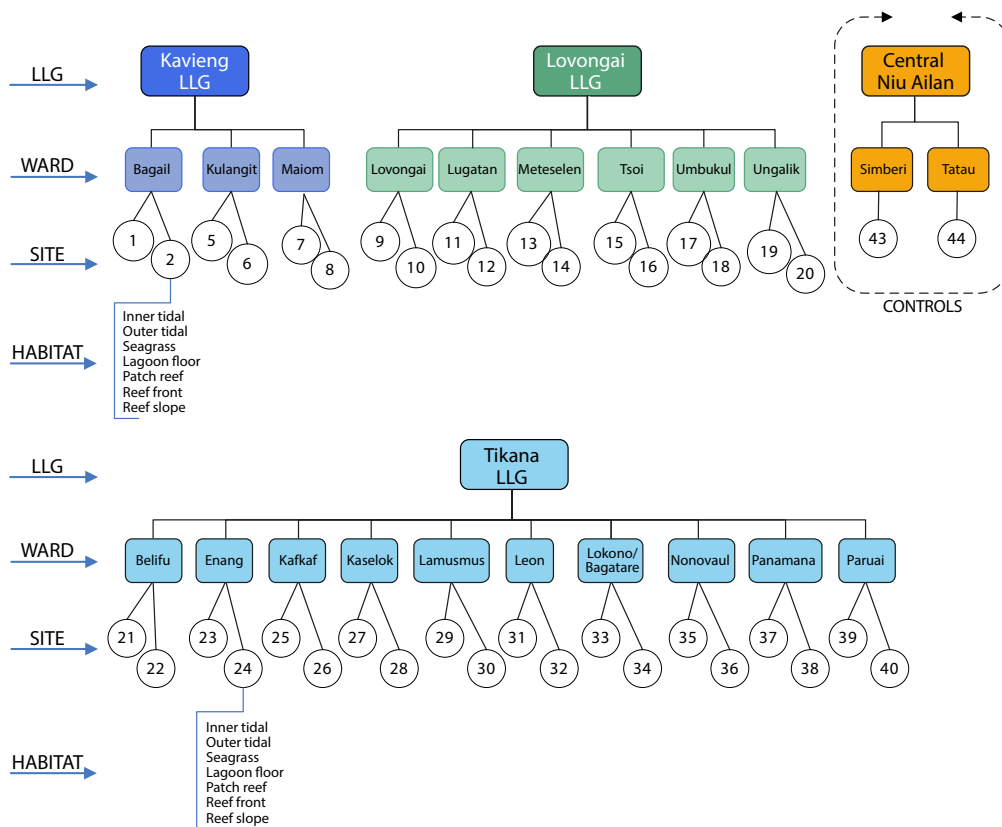 LLG
Kavieng
LLG
Lovongai
LLG
Central
Niu Ailan
WARD
Bagail
Kulangit
Maiom
Lovongai
Lugatan
Meteselen
Tsoi
Umbukul
Ungalik
Simberi
Tatau
SITE
1
2
5
6
7
8
9
10
11
12
13
14
15
16
17
18
19
20
43
44
CONTROLS
HABITAT
Inner tidal
Outer tidal
Seagrass
Lagoon floor
Patch reef
Reef front
Reef slope
LLG
Tikana
LLG
WARD
Belifu
Enang
Kafkaf
Kaselok
Lamusmus
Leon
Lokono/
Bagatare
Nonovaul
Panamana
Paruai
SITE
21
22
23
24
25
26
27
28
29
30
31
32
33
34
35
36
37
38
39
40
HABITAT
Inner tidal
Outer tidal
Seagrass
Lagoon floor
Patch reef
Reef front
Reef slope